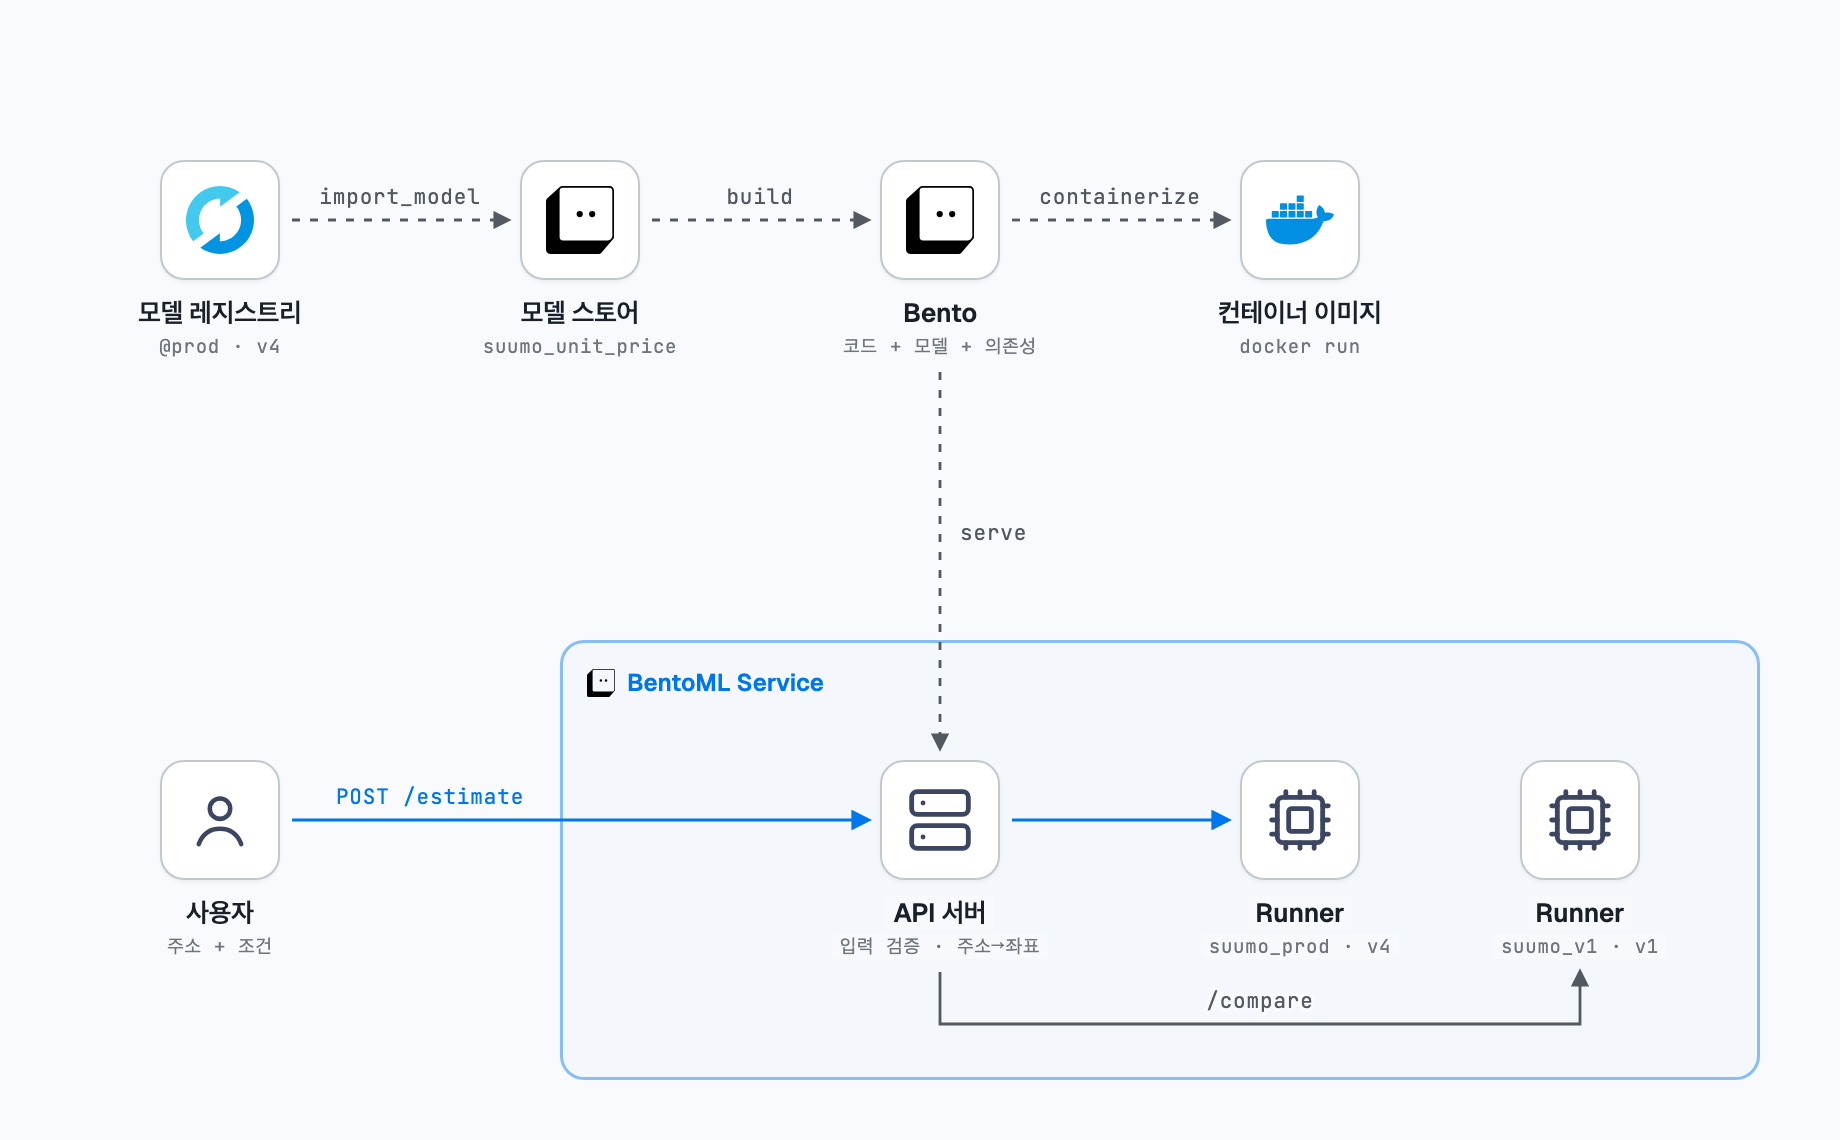 import_model
build
containerize
모델 레지스트리
모델 스토어
Bento
컨테이너 이미지
@prod · v4
suumo_unit_price
코드 + 모델 + 의존성
docker run
serve
BentoML Service
POST /estimate
사용자
API 서버
Runner
Runner
주소 + 조건
입력 검증 · 주소→좌표
suumo_prod · v4
suumo_v1 · v1
/compare